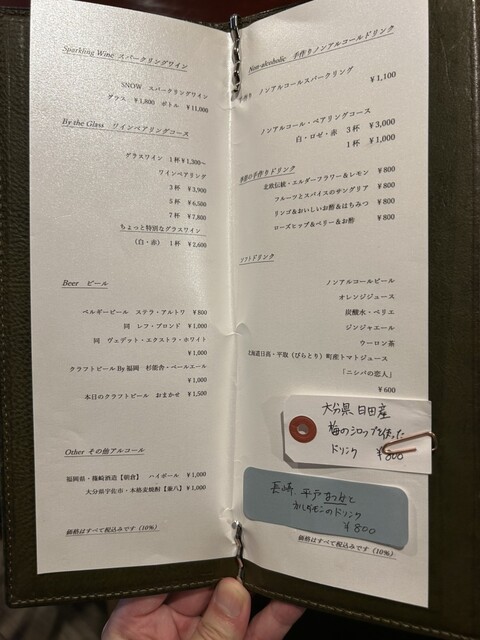 Sparkling Wine スパークリングワイン
SNOW スパークリングワイン
グラス ¥1,800 ボトル ¥11,000
By the Glass ワインペアリングコース
グラスワイン 1杯¥1,300〜
ワインペアリング
3杯 ¥3,900
5杯 ¥6,500
7杯 ¥7,800
ちょっと特別なグラスワイン
(白・赤) 1杯 ¥2,600
Beer ビール
ベルギービール ステラ・アルトワ ¥800
同 レフ・ブロンド ¥1,000
同 ヴェデット・エクストラ・ホワイト
¥1,000
クラフトビール By 福岡 杉能舎・ペールエール
¥1,000
本日のクラフトビール おまかせ ¥1,500
Other その他アルコール
福岡県・篠崎酒造【朝倉】 ハイボール ¥1,000
大分県宇佐市・本格麦焼酎【兼八】 ¥1,000
価格はすべて税込みです (10%)
Non-alcoholic 手作りノンアルコールドリンク
手作り ノンアルコールスパークリング
¥1,100
ノンアルコール・ペアリングコース
白・ロゼ・赤 3杯 ¥3,000
1杯 ¥1,000
の手作りドリンク
北欧伝統・エルダーフラワー&レモン ¥800
フルーツとスパイスのサングリア ¥800
リンゴ&おいしいお酢&はちみつ ¥800
ローズヒップ&ベリー&お酢 ¥800
ソフトドリンク
ノンアルコールビール
オレンジジュース
炭酸水・ペリエ
ジンジャエール
ウーロン茶
北海道日高・平取(びらとり)町産トマトジュース
「ニシパの恋人」
¥600
大分県日田産
梅のシロップを使った
ドリンク ¥800
長崎 平戸なつみと
カルダモンのドリンク
¥800
価格はすべて税込みです (10%)